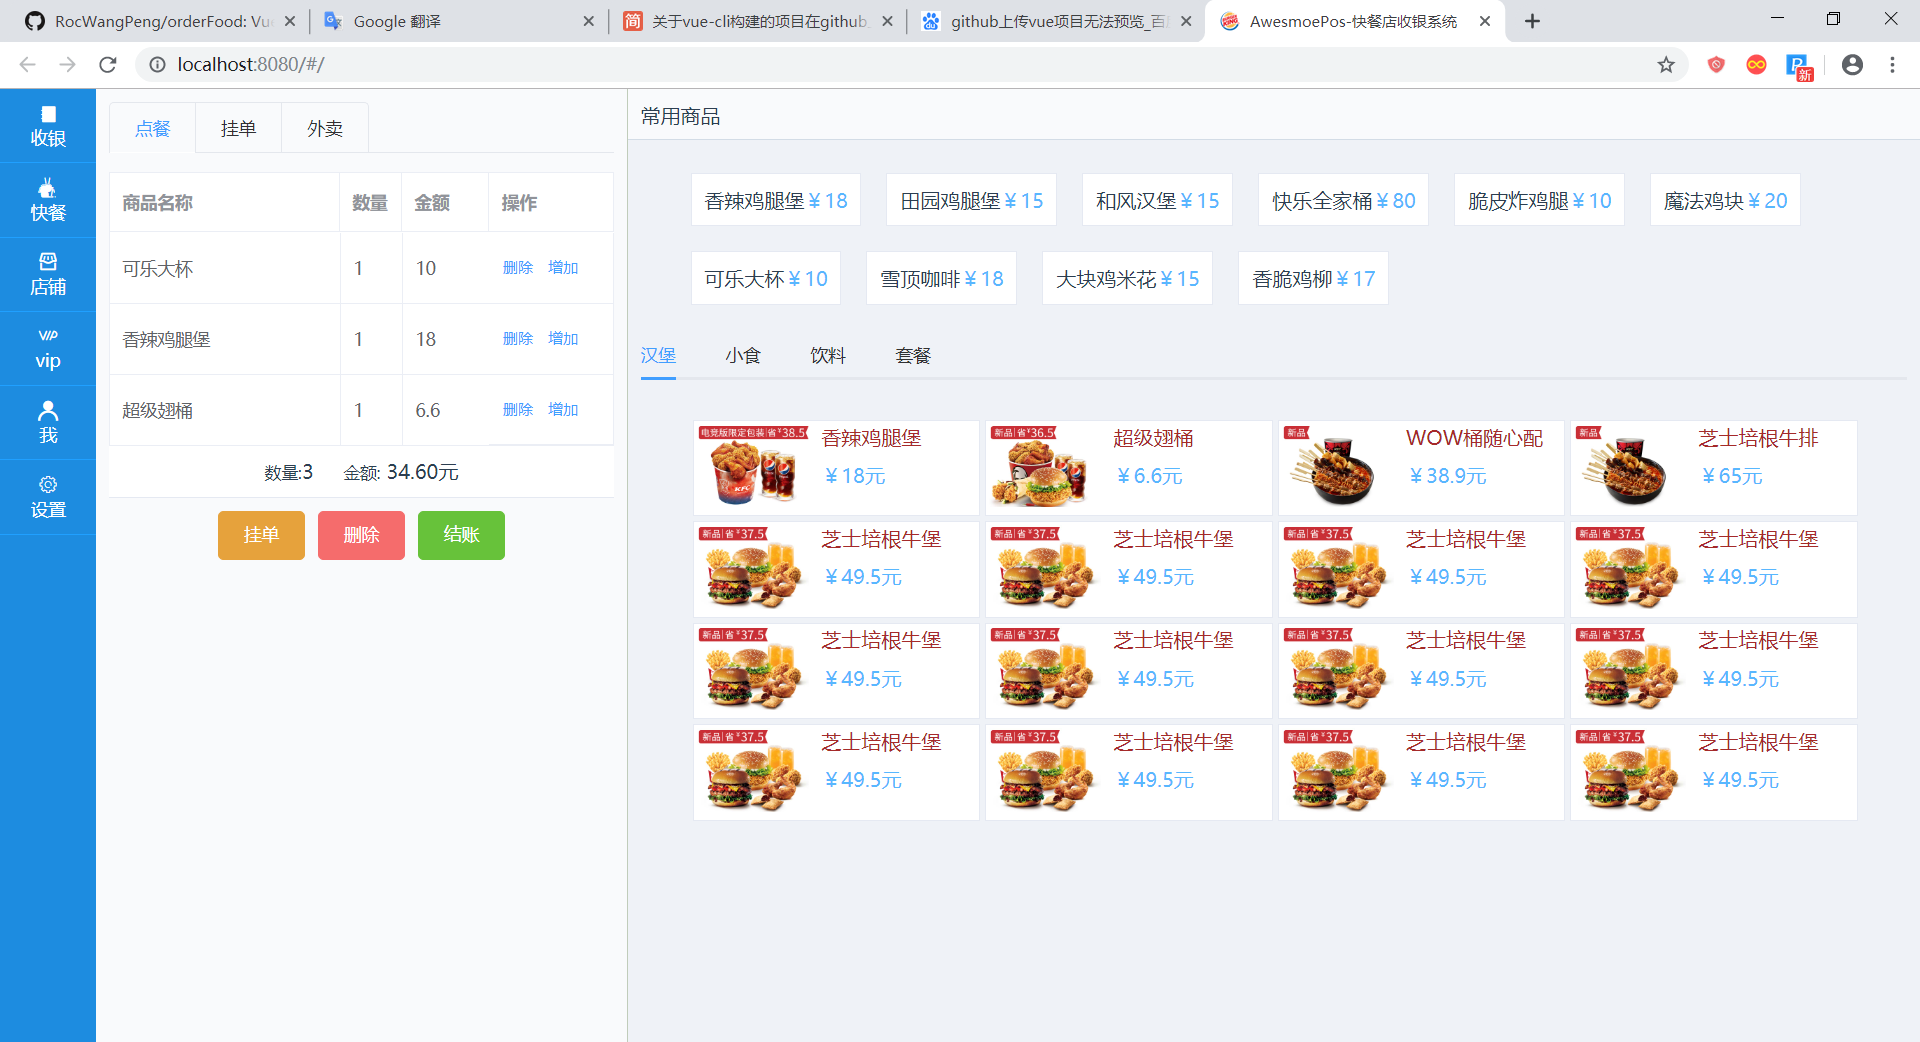 RocWangPeng/orderFood: Vu
Google 翻译
关于vue-cli构建的项目在github
github上传vue项目无法预览_百
AwesmoePos-快餐店收银系统
localhost:8080/#/
新
收银
快餐
店铺
VIP
vip
我
设置
点餐 挂单 外卖
商品名称 数量 金额 操作
可乐大杯 1 10 删除 增加
香辣鸡腿堡 1 18 删除 增加
超级翅桶 1 6.6 删除 增加
数量:3 金额: 34.60元
挂单 删除 结账
常用商品
香辣鸡腿堡¥18 田园鸡腿堡¥15 和风汉堡¥15 快乐全家桶¥80 脆皮炸鸡腿¥10 魔法鸡块¥20
可乐大杯¥10 雪顶咖啡¥18 大块鸡米花¥15 香脆鸡柳¥17
汉堡 小食 饮料 套餐
电竞版限定包装|省¥38.5 香辣鸡腿堡 新品|省¥36.5 超级翅桶 新品 WOW桶随心配 新品 芝士培根牛排
¥18元 ¥6.6元 ¥38.9元 ¥65元
新品|省¥37.5 芝士培根牛堡 新品|省¥37.5 芝士培根牛堡 新品|省¥37.5 芝士培根牛堡 新品|省¥37.5 芝士培根牛堡
¥49.5元 ¥49.5元 ¥49.5元 ¥49.5元
新品|省¥37.5 芝士培根牛堡 新品|省¥37.5 芝士培根牛堡 新品|省¥37.5 芝士培根牛堡 新品|省¥37.5 芝士培根牛堡
¥49.5元 ¥49.5元 ¥49.5元 ¥49.5元
新品|省¥37.5 芝士培根牛堡 新品|省¥37.5 芝士培根牛堡 新品|省¥37.5 芝士培根牛堡 新品|省¥37.5 芝士培根牛堡
¥49.5元 ¥49.5元 ¥49.5元 ¥49.5元